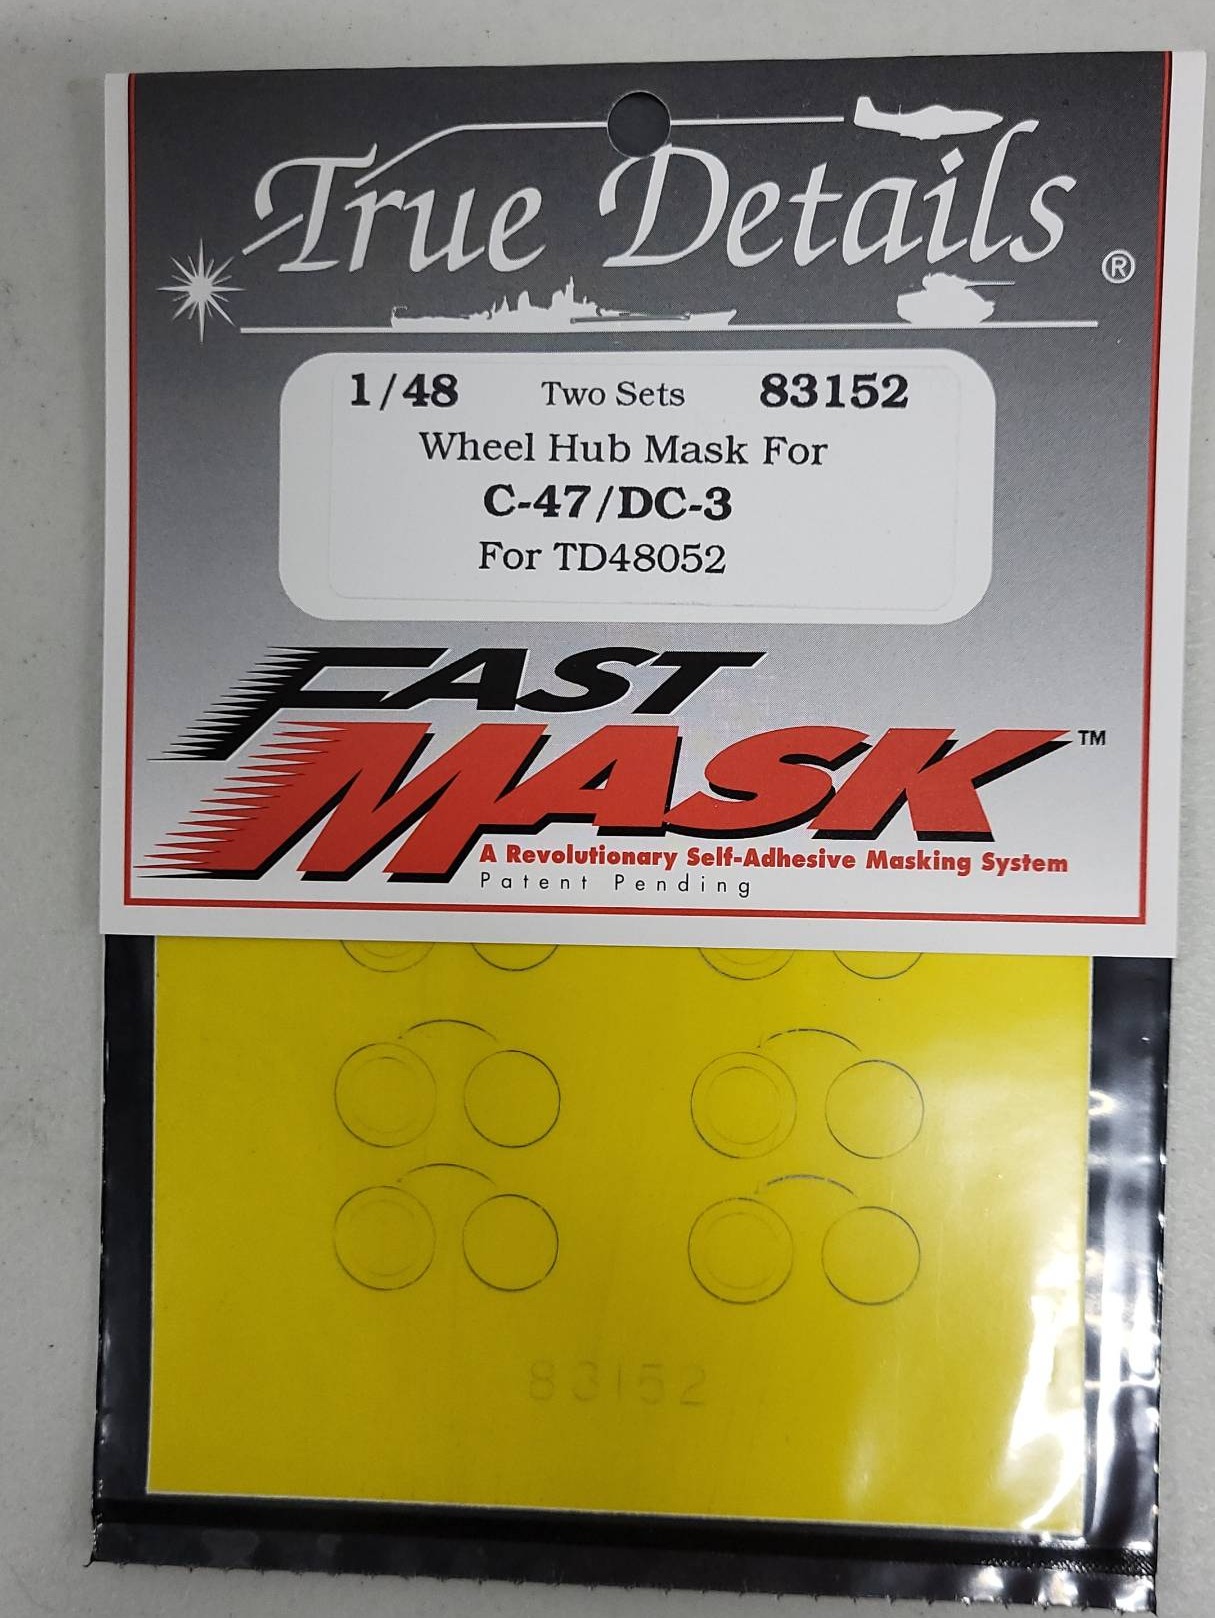 True Details ®
1/48 Two Sets 83152
Wheel Hub Mask For
C-47/DC-3
For TD48052
FAST
MASK ™
A Revolutionary Self-Adhesive Masking System
Patent Pending
83152